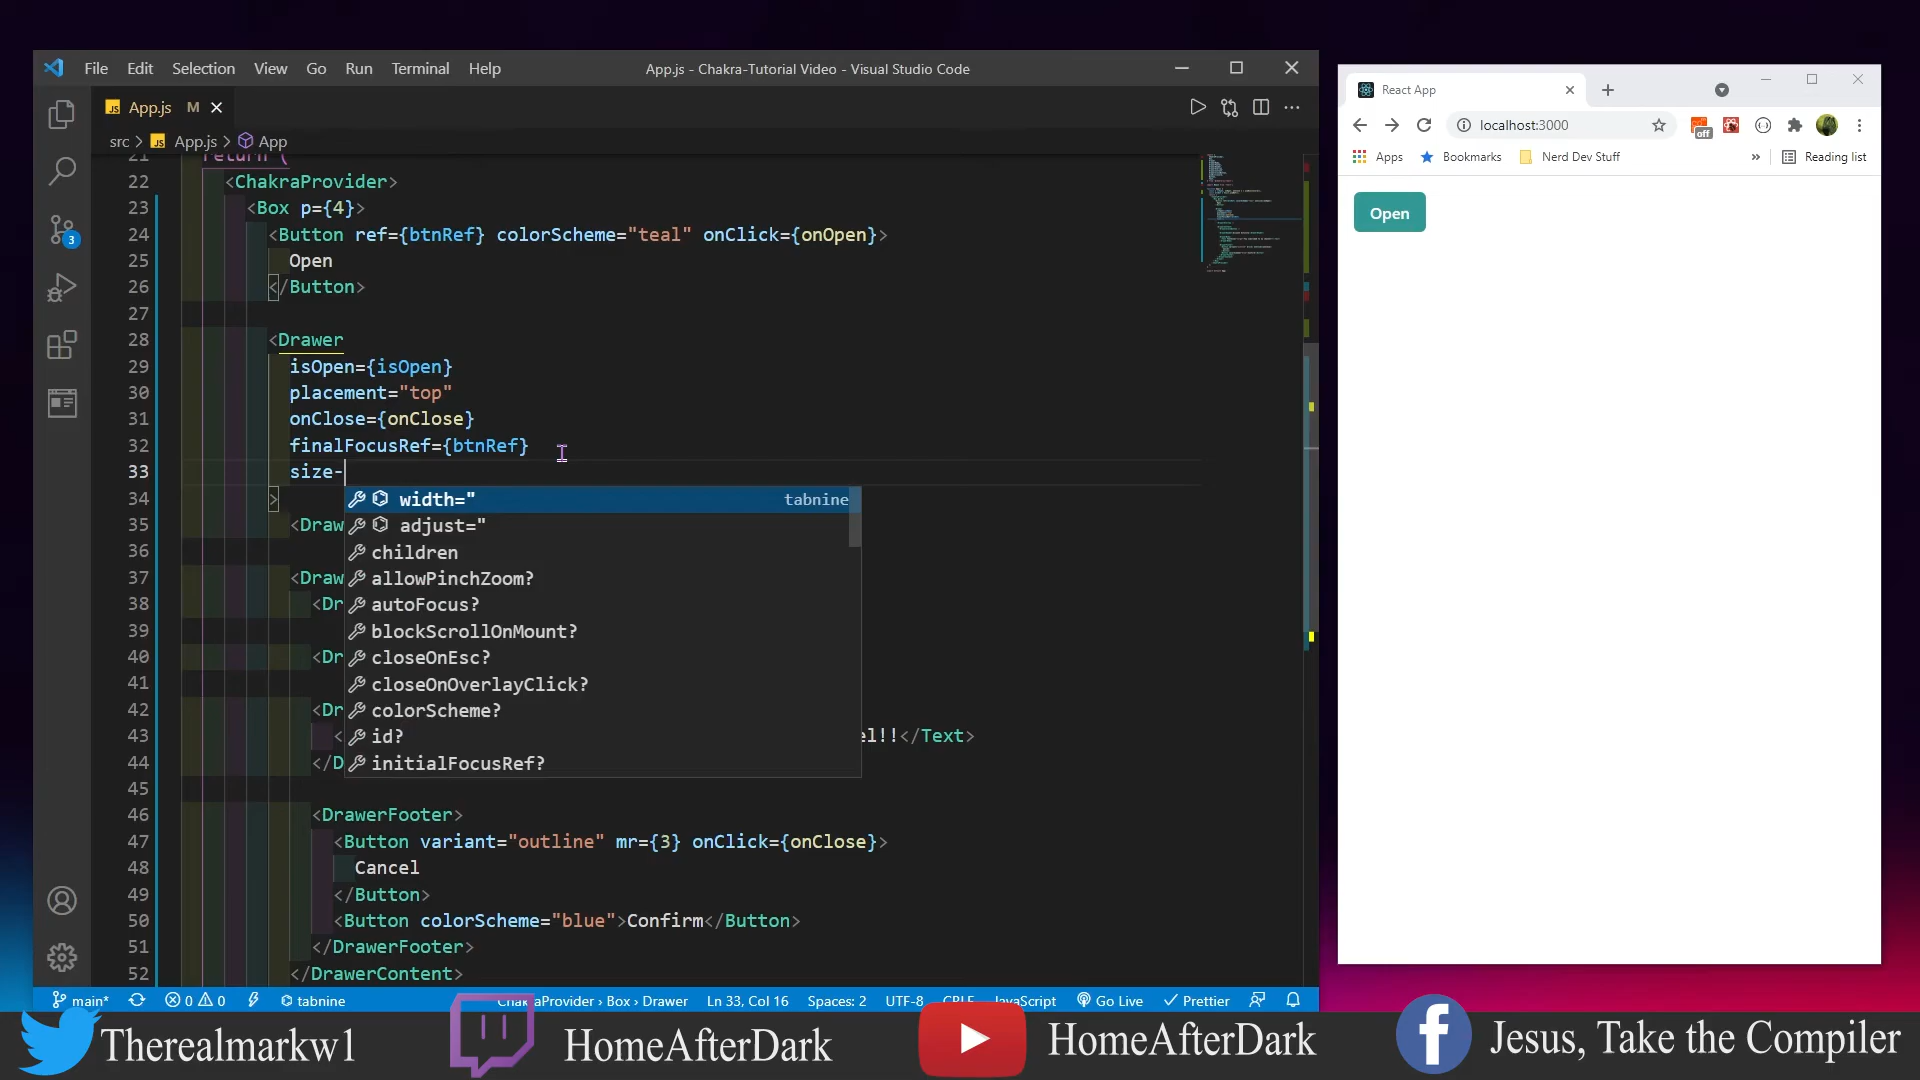 File Edit Selection View Go Run Terminal Help
App.js - Chakra-Tutorial Video - Visual Studio Code
App.js M
src > App.js > App
21 return (
22 <ChakraProvider>
23 <Box p={4}>
24 <Button ref={btnRef} colorScheme="teal" onClick={onOpen}>
25 Open
26 </Button>
27
28 <Drawer
29 isOpen={isOpen}
30 placement="top"
31 onClose={onClose}
32 finalFocusRef={btnRef}
33 size-
34 >
35 <Draw
36
37 <Draw
38 <Dr
39
40 <Dr
41
42 <Dr
43 < el!!</Text>
44 </D
45
46 <DrawerFooter>
47 <Button variant="outline" mr={3} onClick={onClose}>
48 Cancel
49 </Button>
50 <Button colorScheme="blue">Confirm</Button>
51 </DrawerFooter>
52 </DrawerContent>
width=" tabnine
adjust="
children
allowPinchZoom?
autoFocus?
blockScrollOnMount?
closeOnEsc?
closeOnOverlayClick?
colorScheme?
id?
initialFocusRef?
3
main* 0 0 tabnine ChakraProvider › Box › Drawer Ln 33, Col 16 Spaces: 2 UTF-8 CRLF JavaScript Go Live Prettier
React App
localhost:3000
off
Apps Bookmarks Nerd Dev Stuff » Reading list
Open
Therealmarkw1
HomeAfterDark
HomeAfterDark
Jesus, Take the Compiler